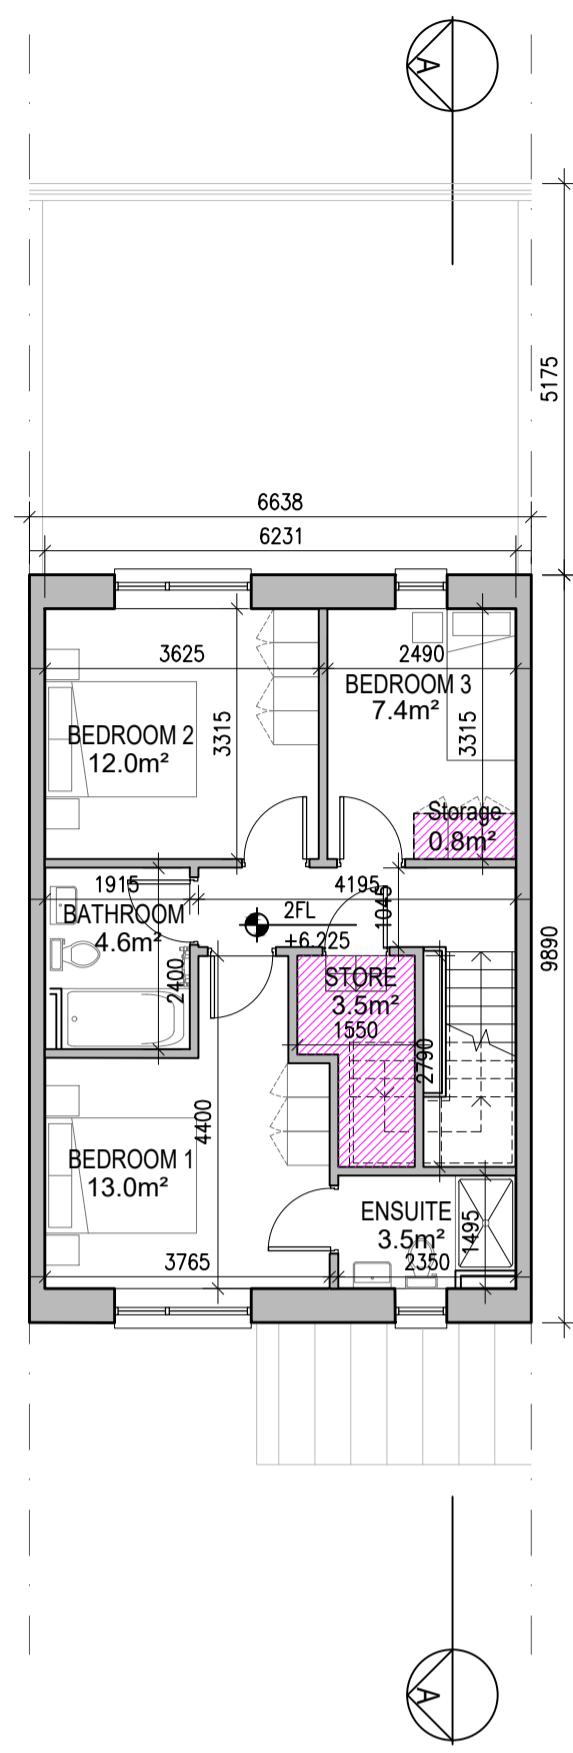 A
5175
6638
6231
3625
2490
BEDROOM 3
7.4m²
BEDROOM 2
12.0m²
3315
3315
Storage
0.8m²
1915
4195
1045
BATHROOM
4.6m²
2FL
+6.225
9890
2400
STORE
3.5m²
1550
2790
4400
BEDROOM 1
13.0m²
ENSUITE
3.5m²
1495
3765
2350
A